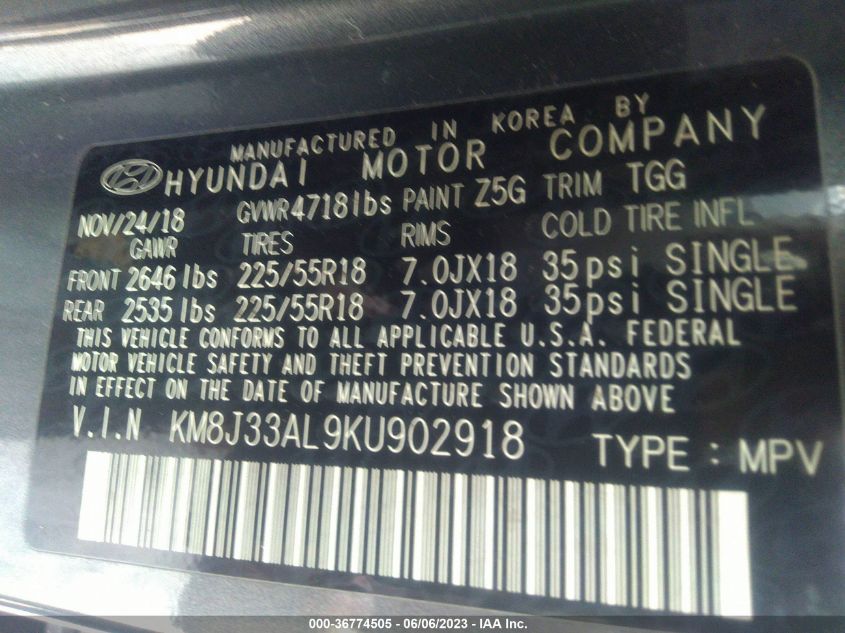 MANUFACTURED IN KOREA BY
HYUNDAI MOTOR COMPANY
NOV/24/18 GVWR4718lbs PAINT Z5G TRIM TGG
GAWR TIRES RIMS COLD TIRE INFL
FRONT 2646 lbs 225/55R18 7.0JX18 35psi SINGLE
REAR 2535 lbs 225/55R18 7.0JX18 35psi SINGLE
THIS VEHICLE CONFORMS TO ALL APPLICABLE U.S.A. FEDERAL
MOTOR VEHICLE SAFETY AND THEFT PREVENTION STANDARDS
IN EFFECT ON THE DATE OF MANUFACTURE SHOWN ABOVE
V.I.N KM8J33AL9KU902918 TYPE : MPV
000-36774505 - 06/06/2023 - IAA Inc.